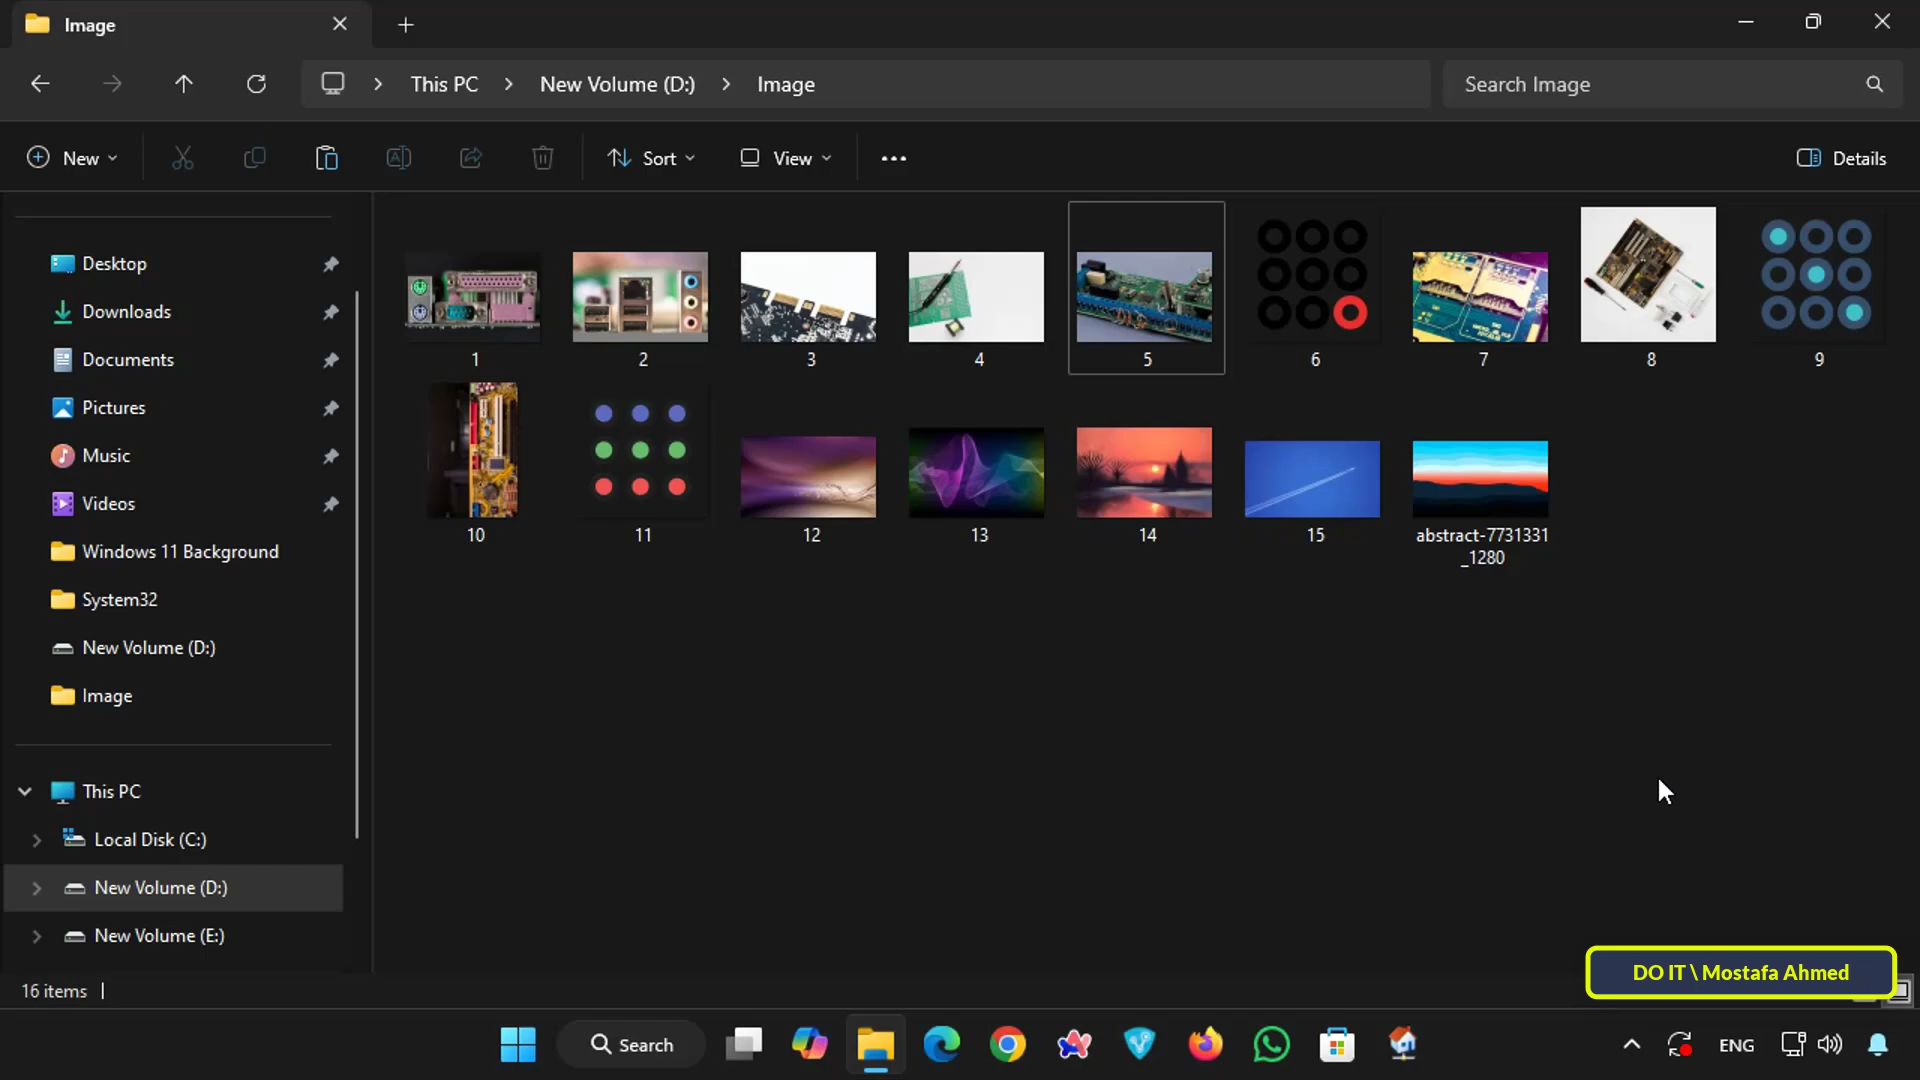 Image
This PC
New Volume (D:)
Image
Search Image
New
Sort
View
Details
Desktop
Downloads
Documents
Pictures
Music
Videos
Windows 11 Background
System32
New Volume (D:)
Image
This PC
Local Disk (C:)
New Volume (D:)
New Volume (E:)
1
2
3
4
5
6
7
8
9
10
11
12
13
14
15
abstract-7731331
_1280
16 items
DO IT \ Mostafa Ahmed
Search
ENG